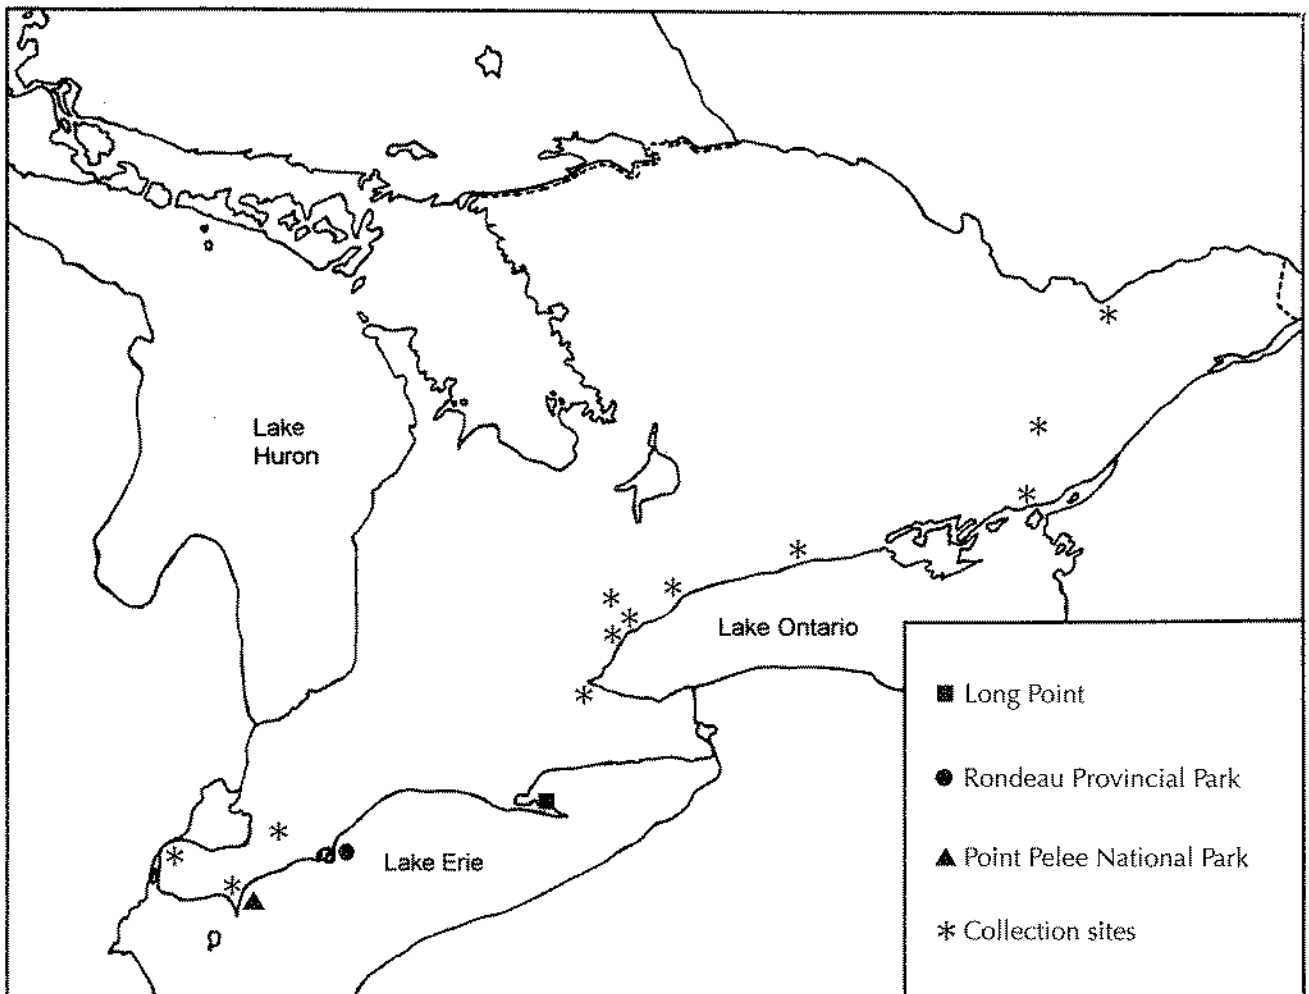 Lake
Huron
Lake Ontario
Lake Erie
Long Point
Rondeau Provincial Park
Point Pelee National Park
Collection sites